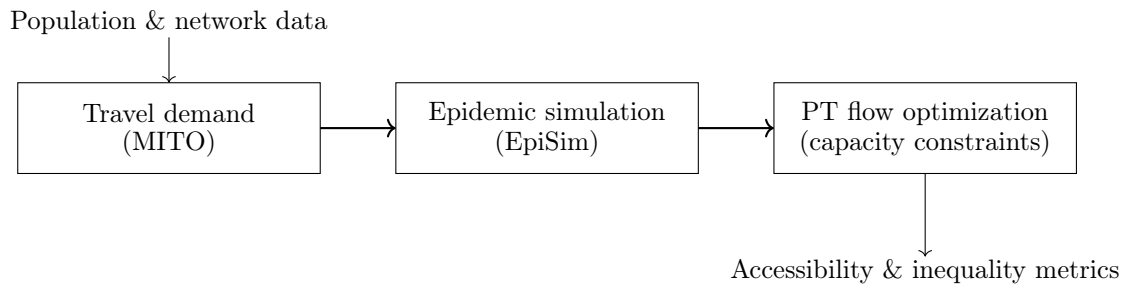 Population & network data
Travel demand
(MITO)
Epidemic simulation
(EpiSim)
PT flow optimization
(capacity constraints)
Accessibility & inequality metrics